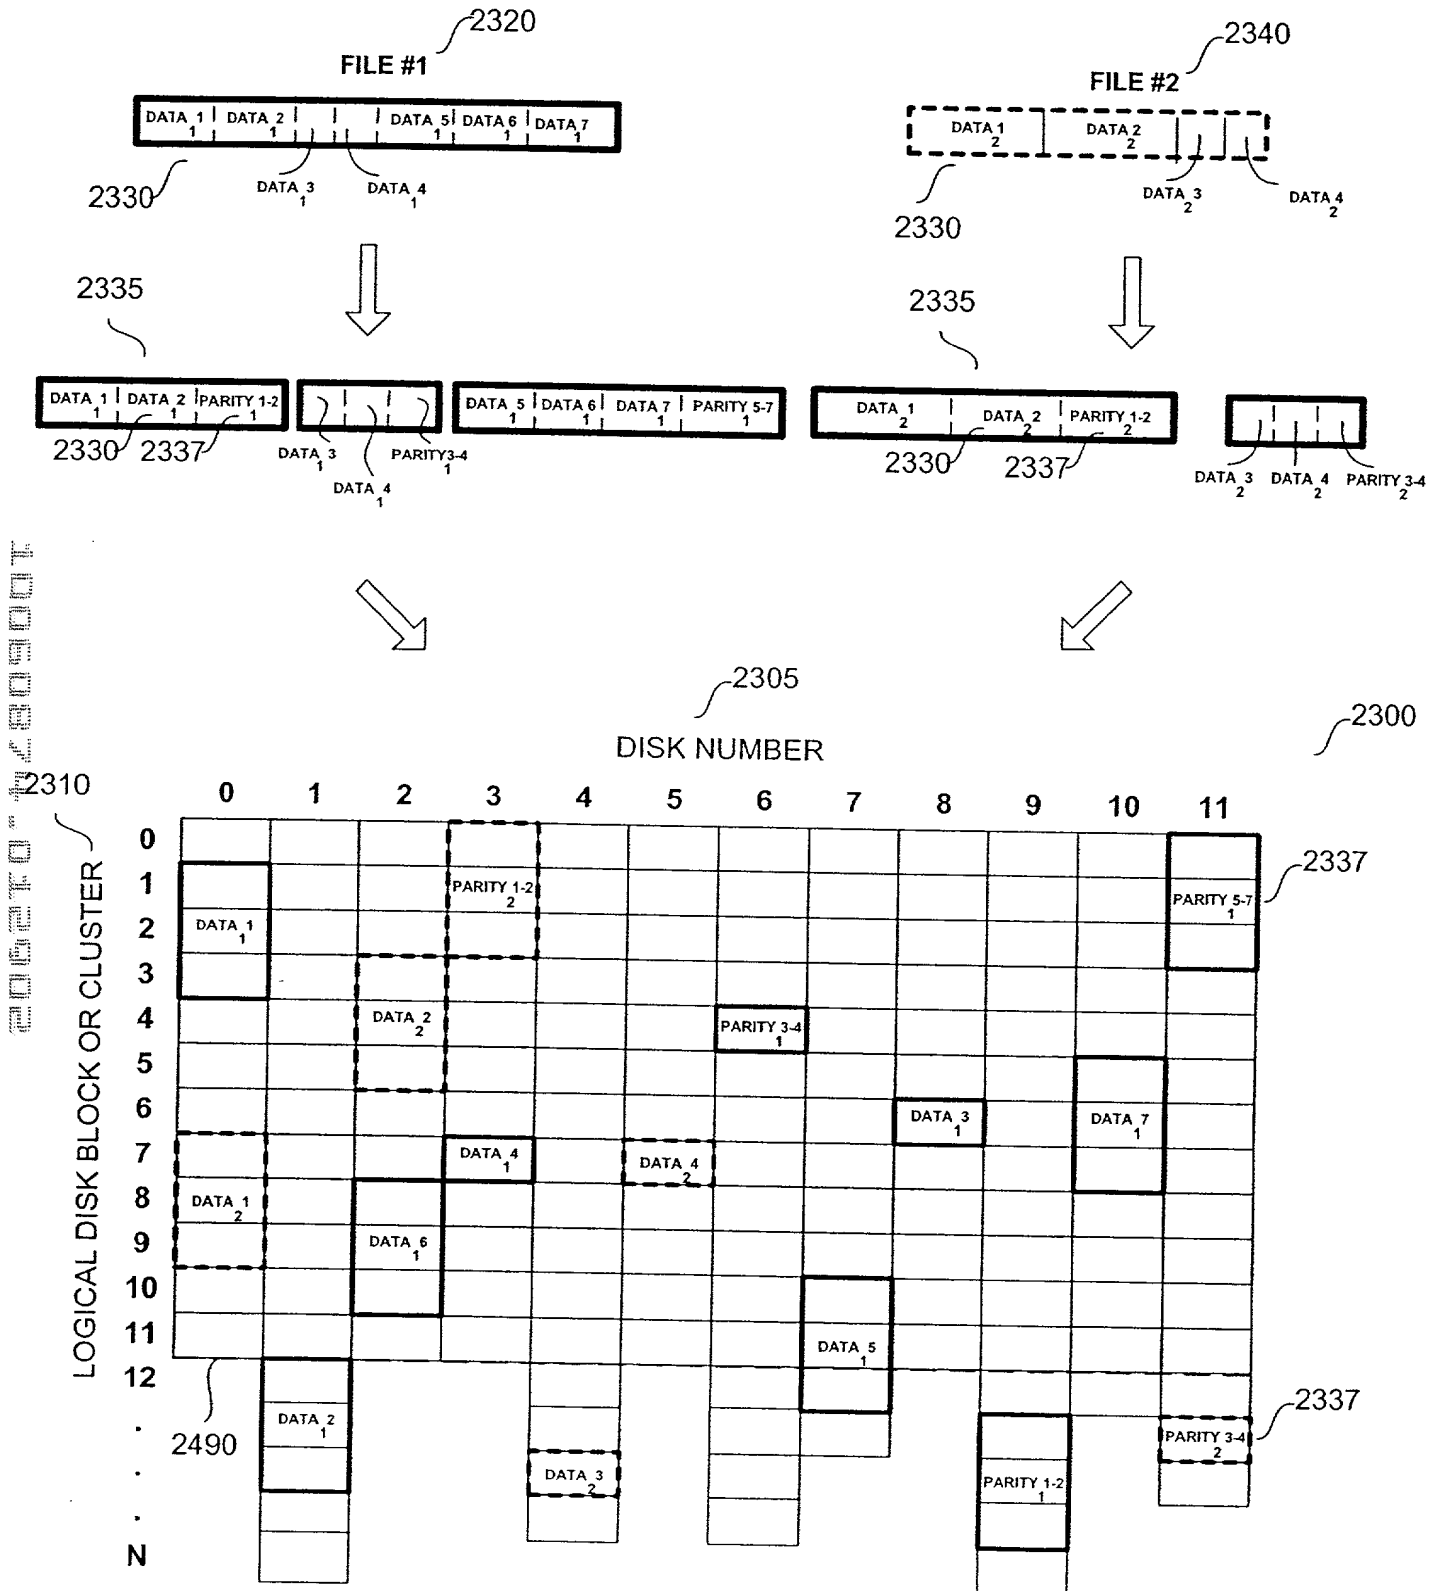 2320
FILE #1
DATA 1 1
DATA 2 1
DATA 5 1
DATA 6 1
DATA 7 1
2330
DATA 3 1
DATA 4 1
2340
FILE #2
DATA 1 2
DATA 2 2
2330
DATA 3 2
DATA 4 2
2335
DATA 1 1
DATA 2 1
PARITY 1-2 1
2330
2337
DATA 3 1
DATA 4 1
PARITY3-4 1
DATA 5 1
DATA 6 1
DATA 7 1
PARITY 5-7 1
2335
DATA 1 2
DATA 2 2
PARITY 1-2 2
2330
2337
DATA 3 2
DATA 4 2
PARITY 3-4 2
10060874.012902
2305
2300
DISK NUMBER
2310
LOGICAL DISK BLOCK OR CLUSTER
0 1 2 3 4 5 6 7 8 9 10 11
0
1
2
3
4
5
6
7
8
9
10
11
12
.
.
.
N
PARITY 1-2 2
PARITY 5-7 1
2337
DATA 1 1
DATA 2 2
PARITY 3-4 1
DATA 3 1
DATA 7 1
DATA 4 1
DATA 4 2
DATA 1 2
DATA 6 1
DATA 5 1
2490
DATA 2 1
DATA 3 2
PARITY 1-2 1
PARITY 3-4 2
2337